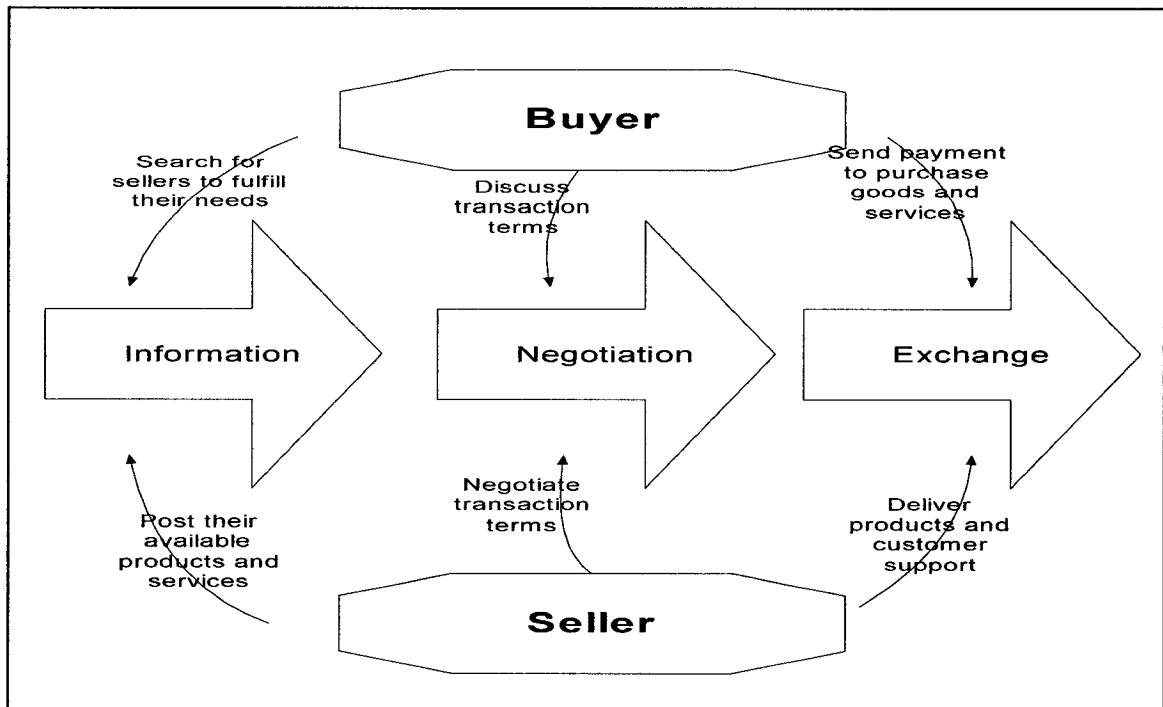 Buyer
Search for
sellers to fulfill
their needs
Discuss
transaction
terms
Send payment
to purchase
goods and
services
Information
Negotiation
Exchange
Post their
available
products and
services
Negotiate
transaction
terms
Deliver
products and
customer
support
Seller